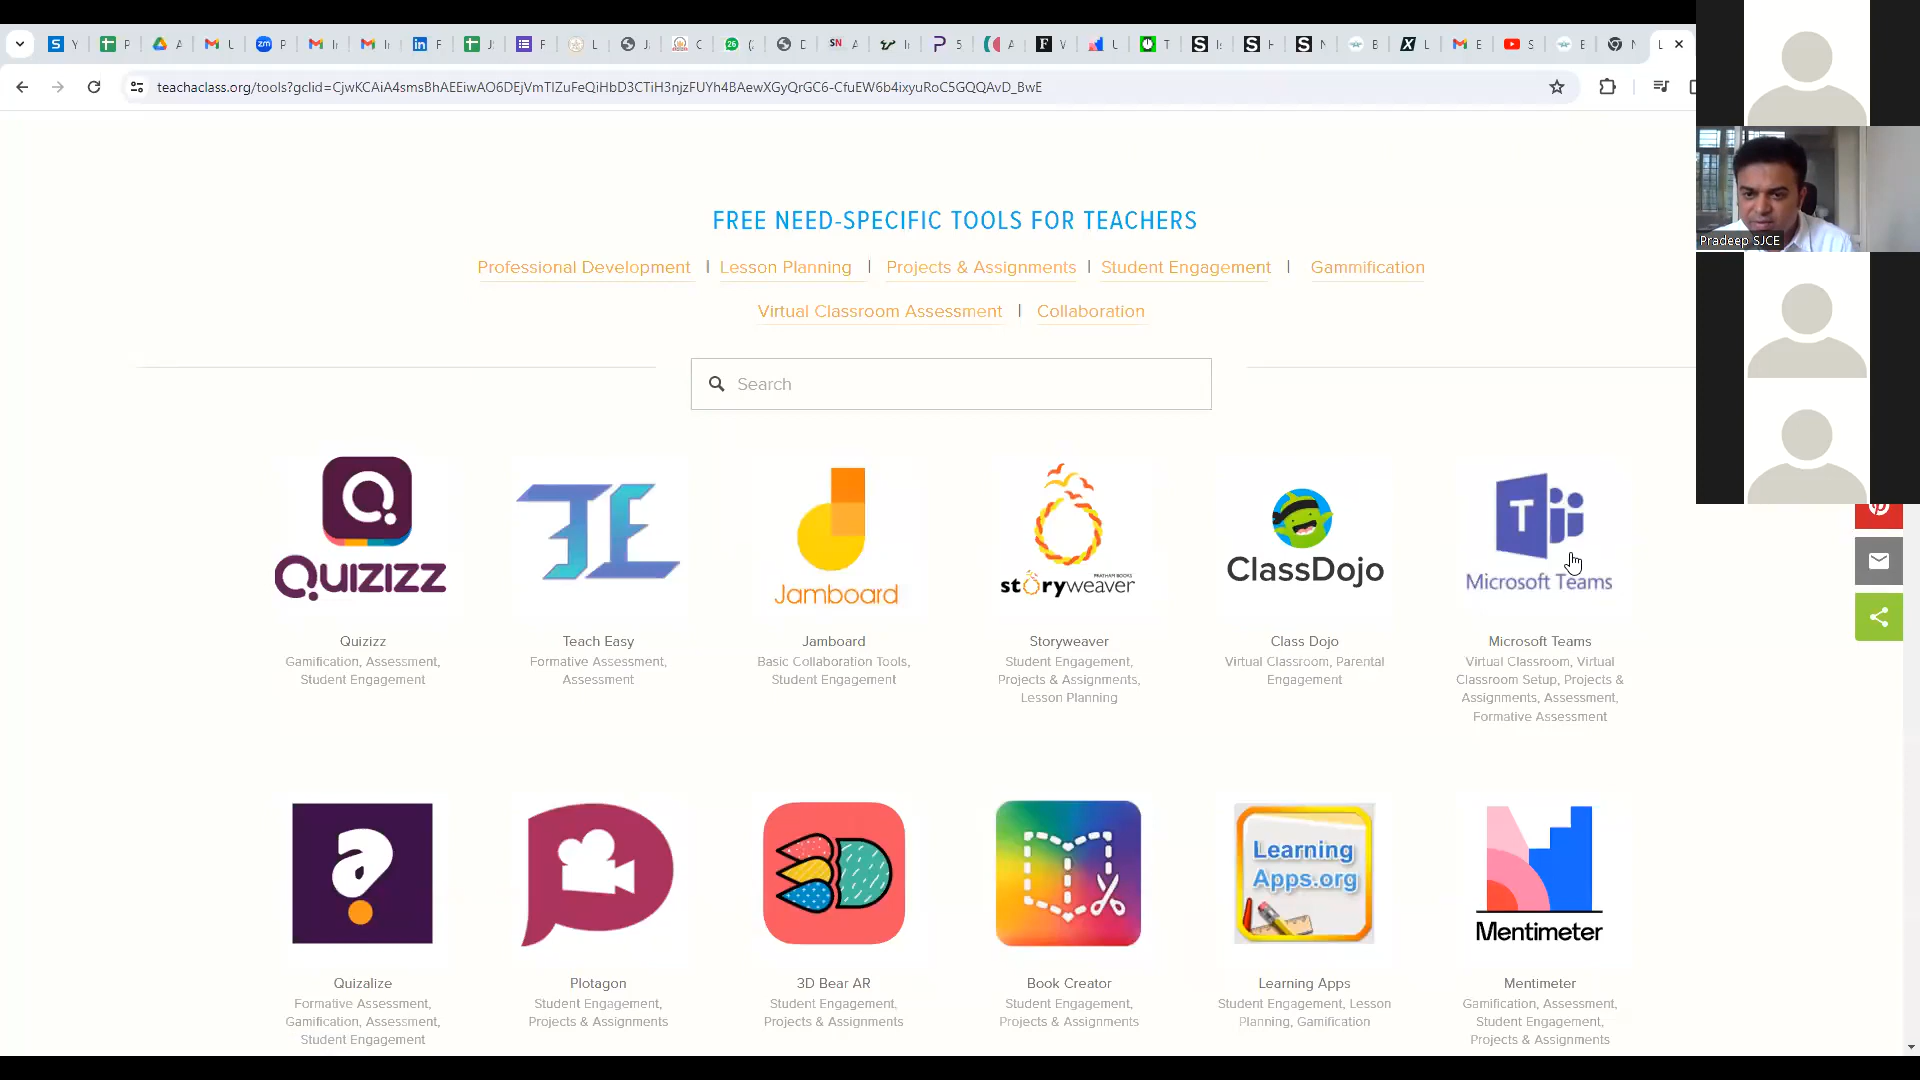 teachaclass.org/tools?gclid=CjwKCAiA4smsBhAEEiwAO6DEjVmTIZuFeQiHbD3CTiH3njzFUYh4BAewXGyQrGC6-CfuEW6b4ixyuRoC5GQQAvD_BwE
Pradeep SJCE
FREE NEED-SPECIFIC TOOLS FOR TEACHERS
Professional Development | Lesson Planning | Projects & Assignments | Student Engagement | Gammification
Virtual Classroom Assessment | Collaboration
Search
Quizizz
Jamboard
storyweaver
PRATHAM BOOKS
ClassDojo
Microsoft Teams
Quizizz
Gamification, Assessment,
Student Engagement
Teach Easy
Formative Assessment,
Assessment
Jamboard
Basic Collaboration Tools,
Student Engagement
Storyweaver
Student Engagement,
Projects & Assignments,
Lesson Planning
Class Dojo
Virtual Classroom, Parental
Engagement
Microsoft Teams
Virtual Classroom, Virtual
Classroom Setup, Projects &
Assignments, Assessment,
Formative Assessment
Learning
Apps.org
Mentimeter
Quizalize
Formative Assessment,
Gamification, Assessment,
Student Engagement
Plotagon
Student Engagement,
Projects & Assignments
3D Bear AR
Student Engagement,
Projects & Assignments
Book Creator
Student Engagement,
Projects & Assignments
Learning Apps
Student Engagement, Lesson
Planning, Gamification
Mentimeter
Gamification, Assessment,
Student Engagement,
Projects & Assignments